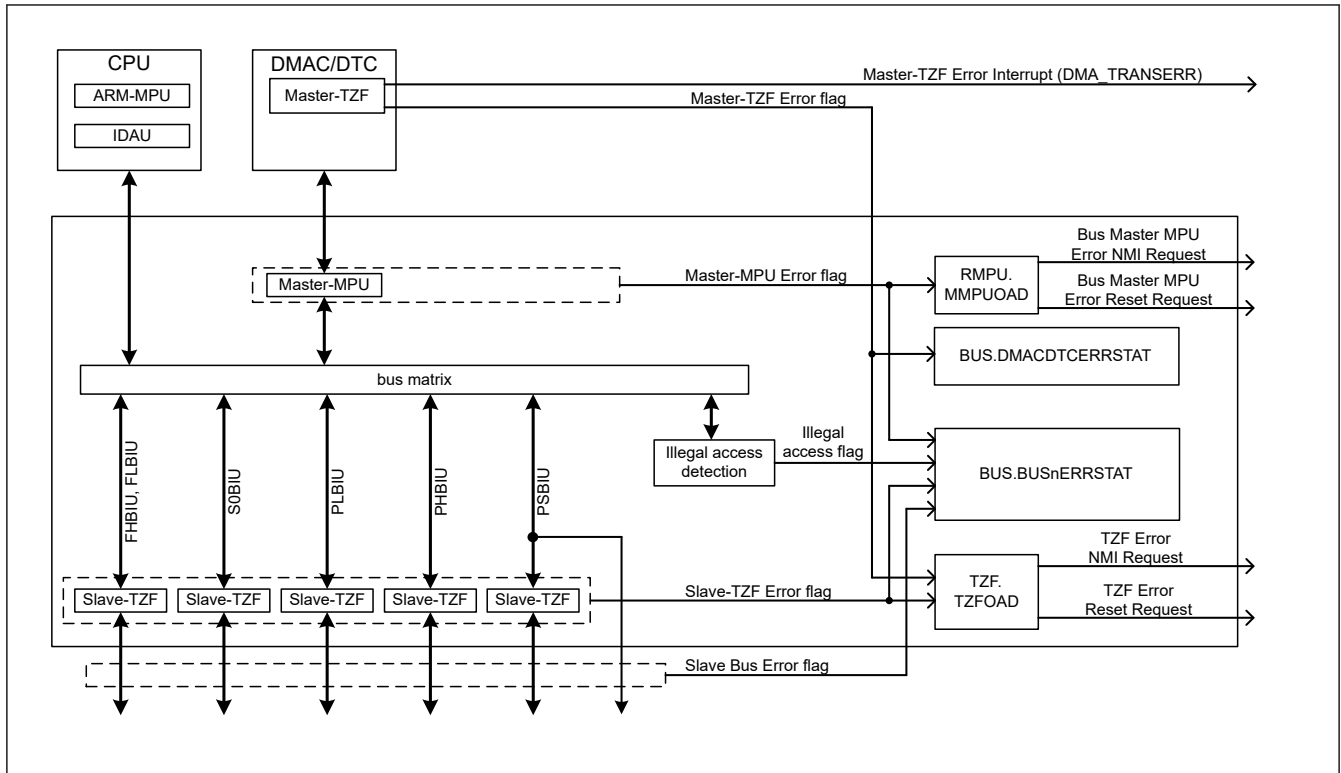 CPU
ARM-MPU
IDAU
DMAC/DTC
Master-TZF
Master-TZF Error Interrupt (DMA_TRANSERR)
Master-TZF Error flag
Master-MPU
Master-MPU Error flag
RMPU.
MMPUOAD
Bus Master MPU
Error NMI Request
Bus Master MPU
Error Reset Request
BUS.DMACDTCERRSTAT
bus matrix
FHBIU, FLBIU
S0BIU
PLBIU
PHBIU
PSBIU
Illegal access
detection
Illegal
access flag
BUS.BUSnERRSTAT
Slave-TZF
Slave-TZF
Slave-TZF
Slave-TZF
Slave-TZF
Slave-TZF Error flag
TZF.
TZFOAD
TZF Error
NMI Request
TZF Error
Reset Request
Slave Bus Error flag